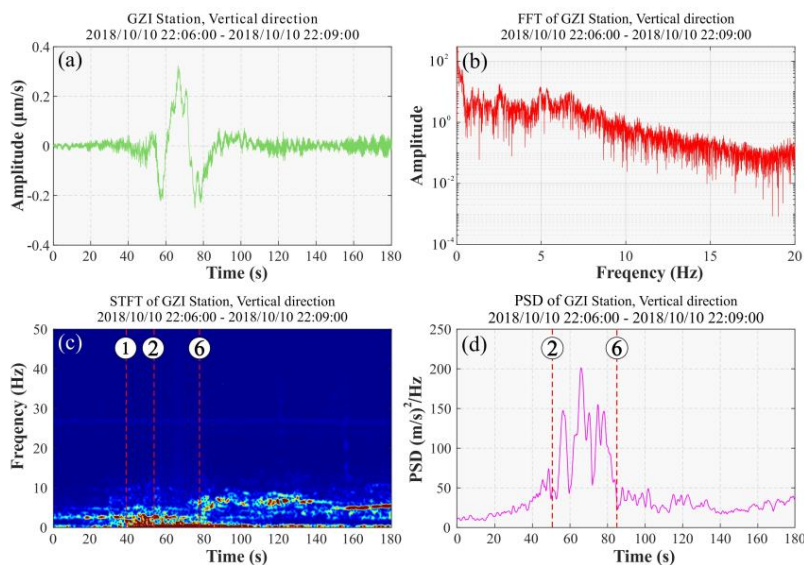 GZI Station, Vertical direction
2018/10/10 22:06:00 - 2018/10/10 22:09:00
(a)
Amplitude (μm/s)
0.4
0.2
0
-0.2
-0.4
0 20 40 60 80 100 120 140 160 180
Time (s)
FFT of GZI Station, Vertical direction
2018/10/10 22:06:00 - 2018/10/10 22:09:00
(b)
Amplitude
10²
10⁰
10⁻²
10⁻⁴
0 5 10 15 20
Freqency (Hz)
STFT of GZI Station, Vertical direction
2018/10/10 22:06:00 - 2018/10/10 22:09:00
(c) 1 2 6
Freqency (Hz)
50
40
30
20
10
0
0 20 40 60 80 100 120 140 160 180
Time (s)
PSD of GZI Station, Vertical direction
2018/10/10 22:06:00 - 2018/10/10 22:09:00
(d) 2 6
PSD (m/s)²/Hz
250
200
150
100
50
0
0 20 40 60 80 100 120 140 160 180
Time (s)